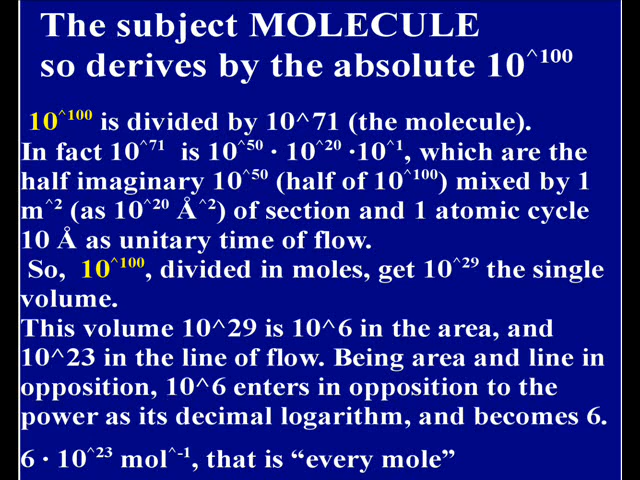 The subject MOLECULE
so derives by the absolute 10^100
10^100 is divided by 10^71 (the molecule).
In fact 10^71 is 10^50 · 10^20 ·10^1, which are the
half imaginary 10^50 (half of 10^100) mixed by 1
m^2 (as 10^20 Å^2) of section and 1 atomic cycle
10 Å as unitary time of flow.
So, 10^100, divided in moles, get 10^29 the single
volume.
This volume 10^29 is 10^6 in the area, and
10^23 in the line of flow. Being area and line in
opposition, 10^6 enters in opposition to the
power as its decimal logarithm, and becomes 6.
6 · 10^23 mol^-1, that is “every mole”